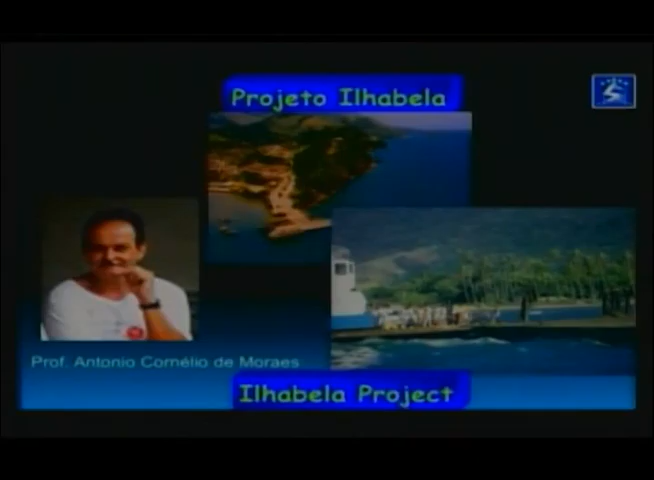 Projeto Ilhabela
Prof. Antonio Cornélio de Moraes
Ilhabela Project